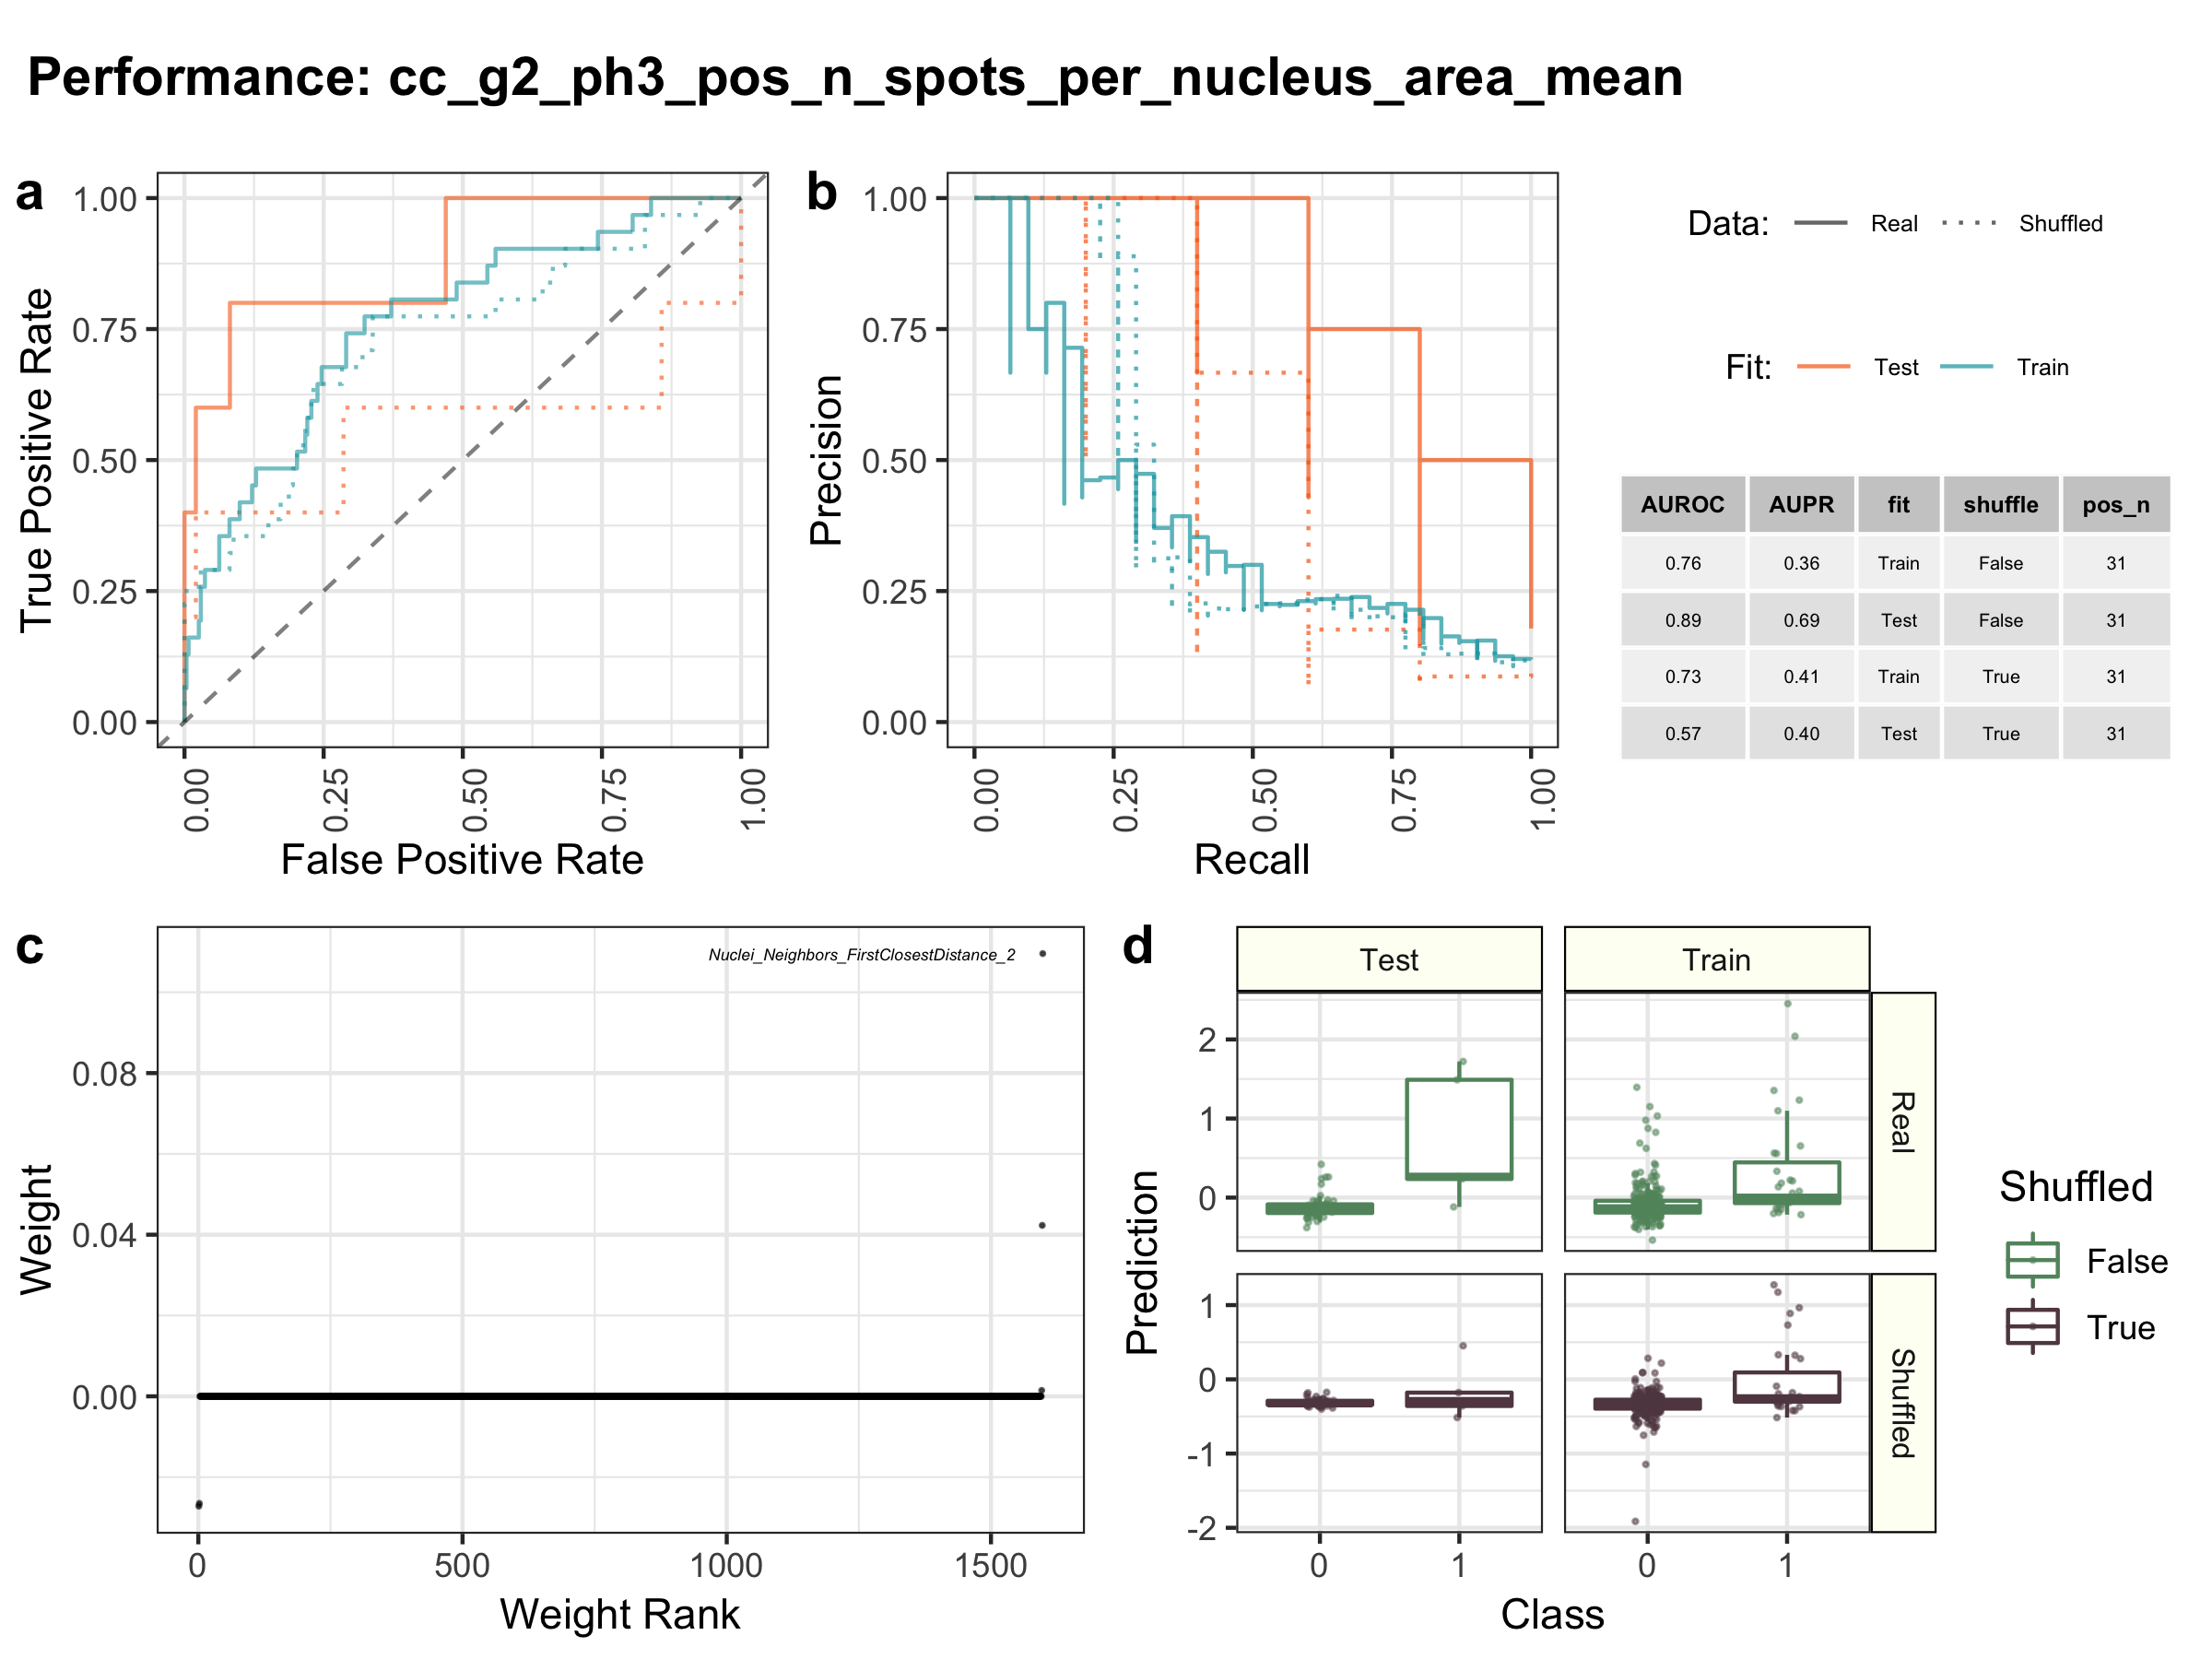 Performance: cc_g2_ph3_pos_n_spots_per_nucleus_area_mean
a
1.00
0.75
0.50
0.25
0.00
True Positive Rate
0.00
0.25
0.50
0.75
1.00
False Positive Rate
b
1.00
0.75
0.50
0.25
0.00
Precision
0.00
0.25
0.50
0.75
1.00
Recall
Data: Real Shuffled
Fit: Test Train
AUROC AUPR fit shuffle pos_n
0.76 0.36 Train False 31
0.89 0.69 Test False 31
0.73 0.41 Train True 31
0.57 0.40 Test True 31
c
Nuclei_Neighbors_FirstClosestDistance_2
0.08
0.04
0.00
Weight
0 500 1000 1500
Weight Rank
d
Test Train
2
1
0
Real
1
0
-1
-2
Shuffled
Prediction
0 1 0 1
Class
Shuffled
False
True